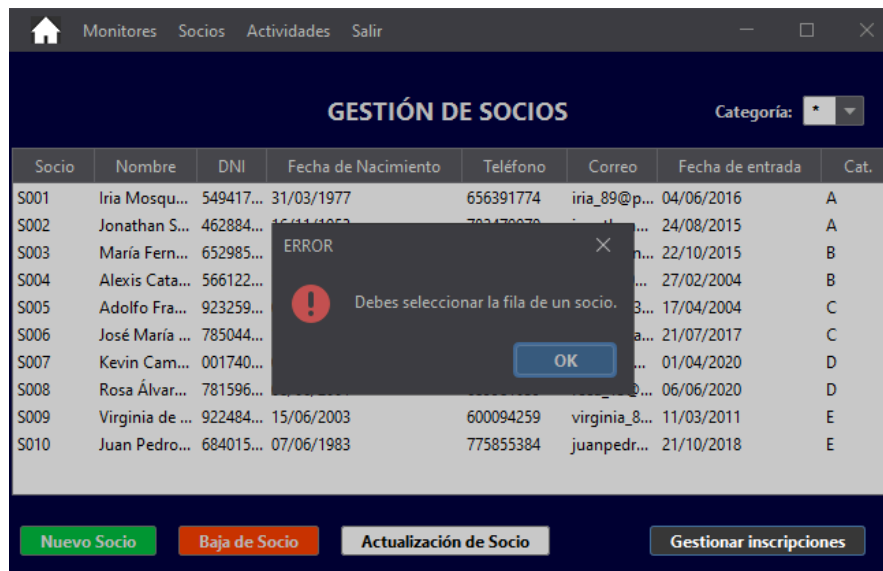 Monitores Socios Actividades Salir
GESTIÓN DE SOCIOS
Categoría: *
Socio Nombre DNI Fecha de Nacimiento Teléfono Correo Fecha de entrada Cat.
S001 Iria Mosqu... 549417... 31/03/1977 656391774 iria_89@p... 04/06/2016 A
S002 Jonathan S... 462884... 24/08/2015 A
S003 María Fern... 652985... 22/10/2015 B
S004 Alexis Cata... 566122... 27/02/2004 B
S005 Adolfo Fra... 923259... 17/04/2004 C
S006 José María ... 785044... 21/07/2017 C
S007 Kevin Cam... 001740... 01/04/2020 D
S008 Rosa Álvar... 781596... 06/06/2020 D
S009 Virginia de ... 922484... 15/06/2003 600094259 virginia_8... 11/03/2011 E
S010 Juan Pedro... 684015... 07/06/1983 775855384 juanpedr... 21/10/2018 E
ERROR
Debes seleccionar la fila de un socio.
OK
Nuevo Socio Baja de Socio Actualización de Socio Gestionar inscripciones